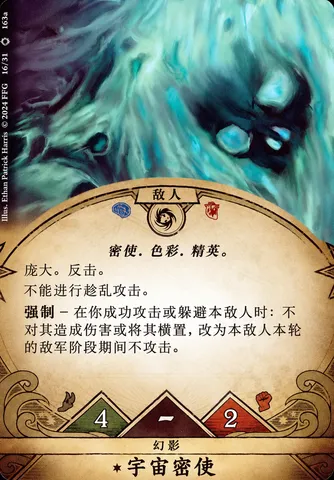 Illus. Ethan Patrick Harris © 2024 FFG 16/31 163a
敌人
密使. 色彩. 精英。
庞大。反击。
不能进行趁乱攻击。
强制 – 在你成功攻击或躲避本敌人时：不
对其造成伤害或将其横置，改为本敌人本轮
的敌军阶段期间不攻击。
4 – 2
幻影
宇宙密使